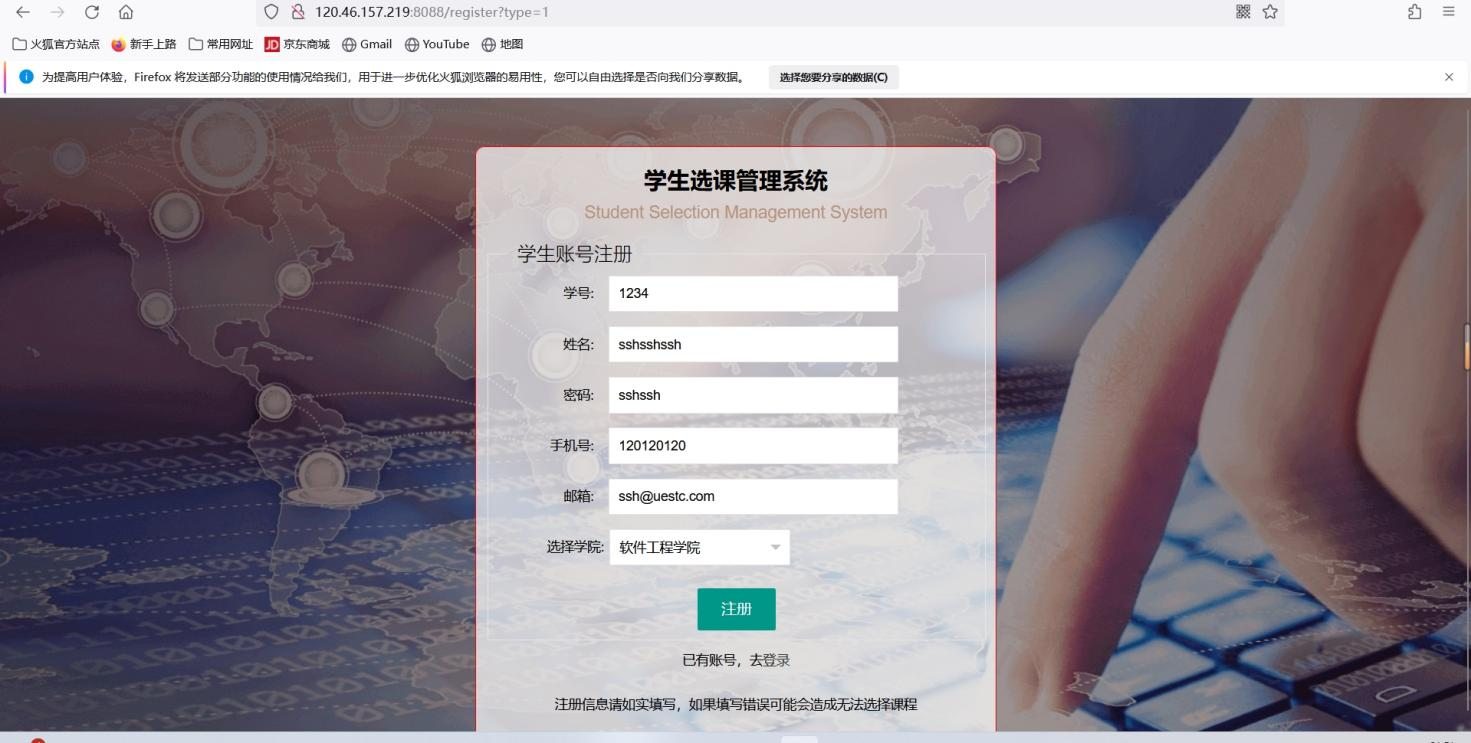 120.46.157.219:8088/register?type=1
火狐官方站点 新手上路 常用网址 JD 京东商城 Gmail YouTube 地图
为提高用户体验，Firefox 将发送部分功能的使用情况给我们，用于进一步优化火狐浏览器的易用性，您可以自由选择是否向我们分享数据。 选择您要分享的数据(C)
学生选课管理系统
Student Selection Management System
学生账号注册
学号: 1234
姓名: sshsshssh
密码: sshssh
手机号: 120120120
邮箱: ssh@uestc.com
选择学院: 软件工程学院
注册
已有账号，去登录
注册信息请如实填写，如果填写错误可能会造成无法选择课程